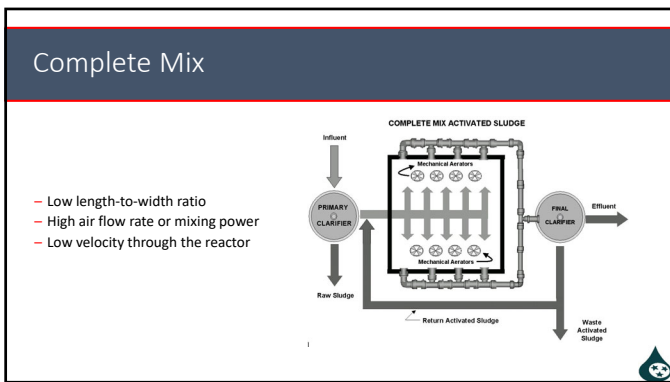 Complete Mix
– Low length-to-width ratio
– High air flow rate or mixing power
– Low velocity through the reactor
COMPLETE MIX ACTIVATED SLUDGE
Influent
Mechanical Aerators
PRIMARY
CLARIFIER
FINAL
CLARIFIER
Effluent
Mechanical Aerators
Raw Sludge
Return Activated Sludge
Waste
Activated
Sludge